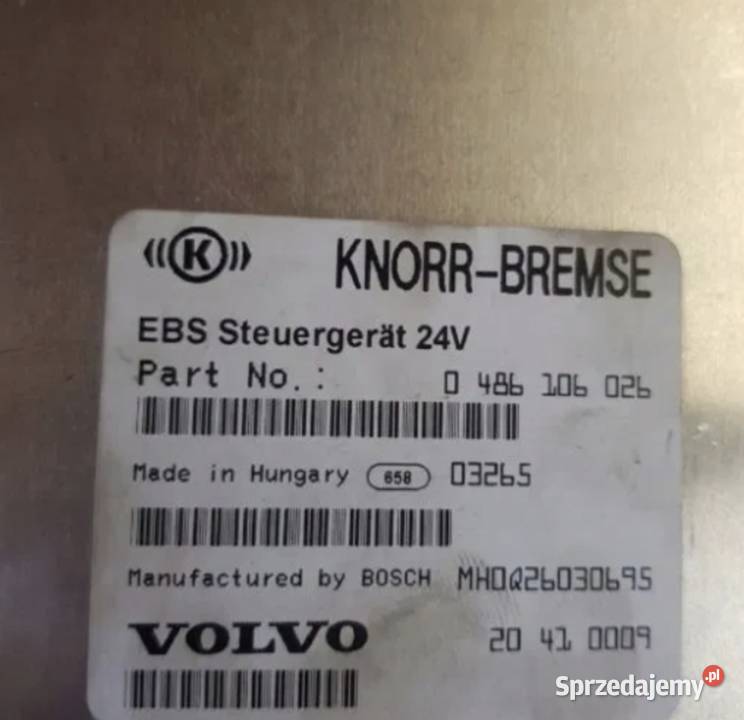 K KNORR-BREMSE
EBS Steuergerät 24V
Part No.: 0 486 106 026
Made in Hungary 658 03265
Manufactured by BOSCH MH0Q26030695
VOLVO 20 41 0009
Sprzedajemy.pl